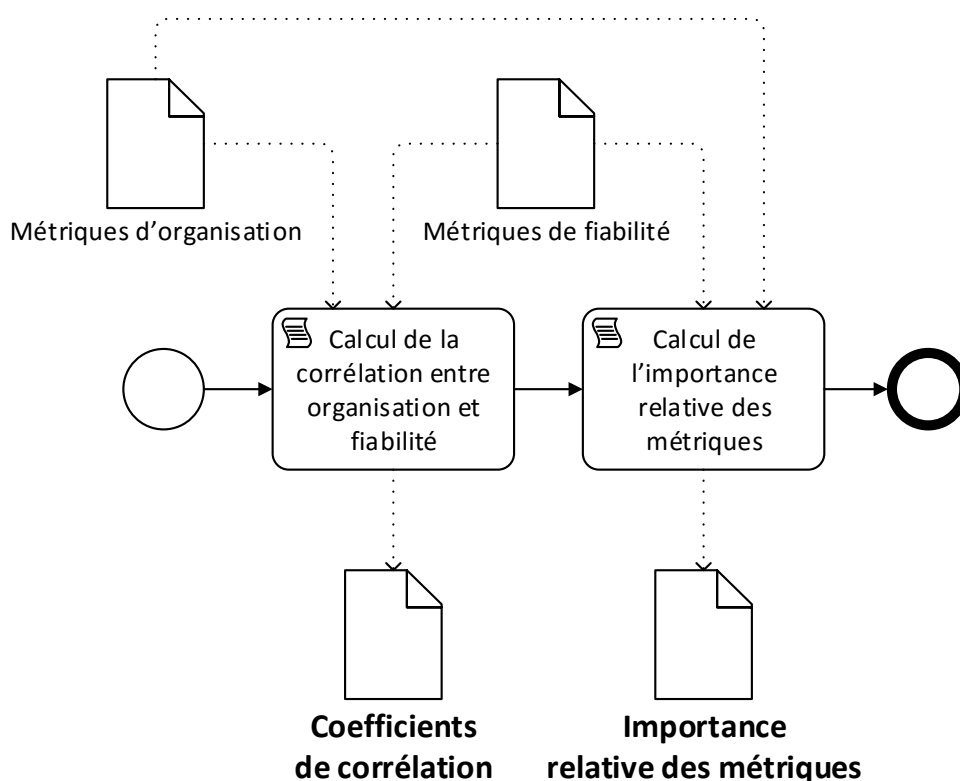 Métriques d’organisation
Métriques de fiabilité
Calcul de la
corrélation entre
organisation et
fiabilité
Calcul de
l’importance
relative des
métriques
Coefficients
de corrélation
Importance
relative des métriques